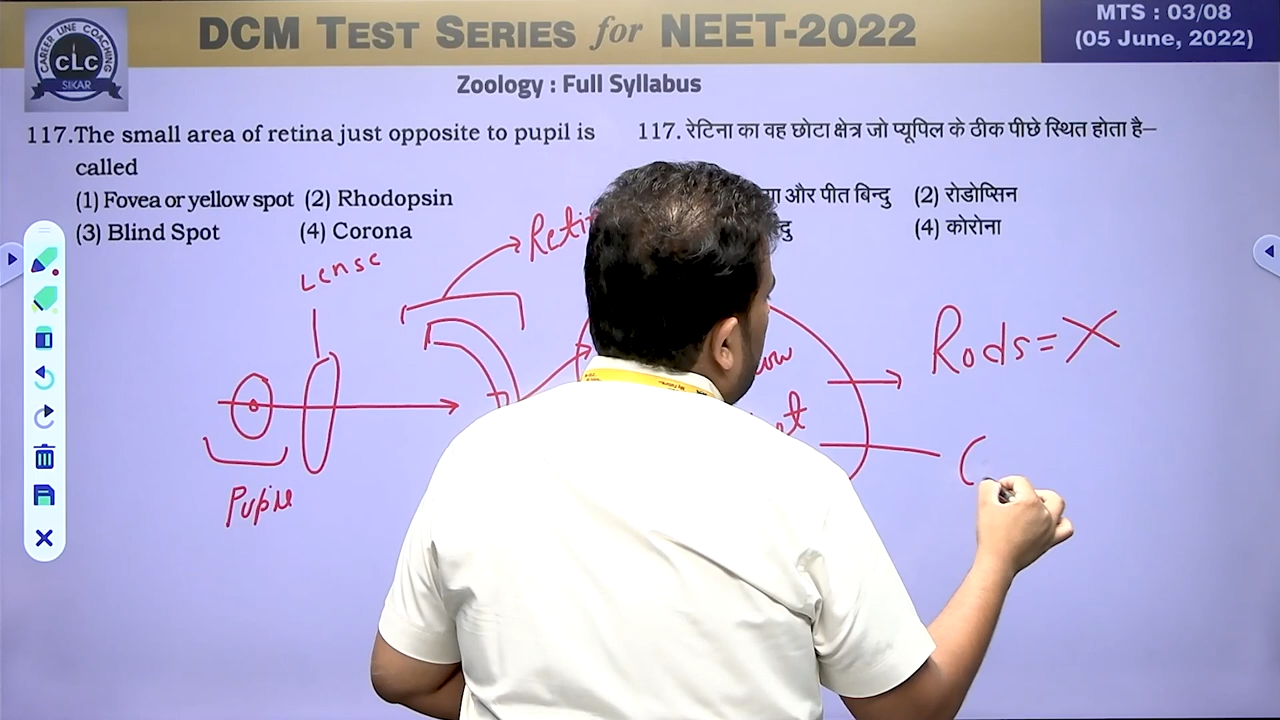 CAREER LINE COACHING
CLC
SIKAR
DCM TEST SERIES for NEET-2022
MTS : 03/08
(05 June, 2022)
Zoology : Full Syllabus
117.The small area of retina just opposite to pupil is
called
(1) Fovea or yellow spot (2) Rhodopsin
(3) Blind Spot (4) Corona
117. रेटिना का वह छोटा क्षेत्र जो प्यूपिल के ठीक पीछे स्थित होता है–
और पीत बिन्दु (2) रोडोप्सिन
(4) कोरोना
Lense
Rods = X
Pupil